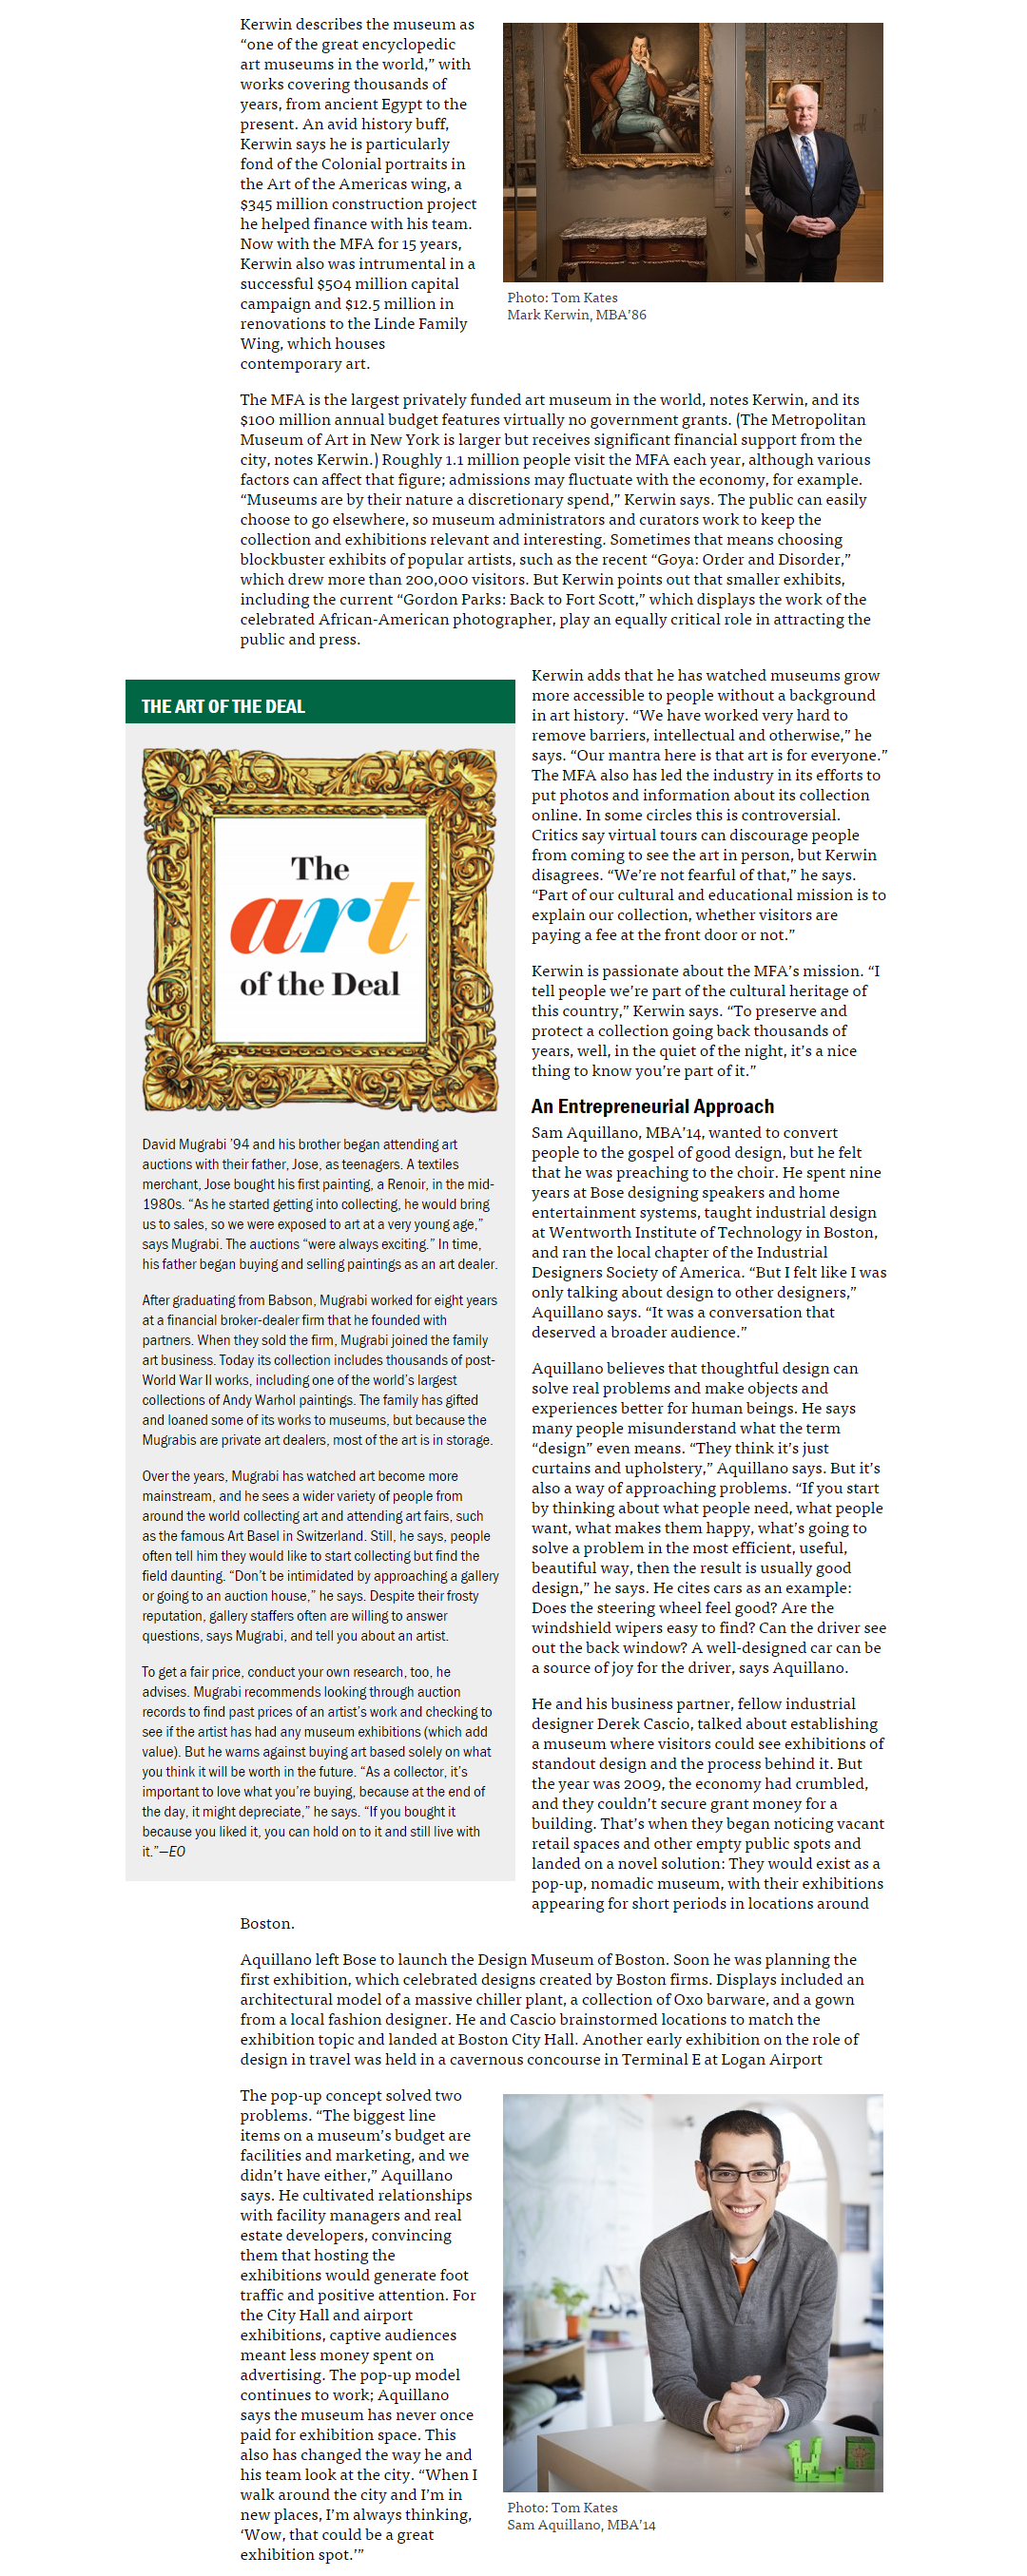 Kerwin describes the museum as
“one of the great encyclopedic
art museums in the world,” with
works covering thousands of
years, from ancient Egypt to the
present. An avid history buff,
Kerwin says he is particularly
fond of the Colonial portraits in
the Art of the Americas wing, a
$345 million construction project
he helped finance with his team.
Now with the MFA for 15 years,
Kerwin also was intrumental in a
successful $504 million capital
campaign and $12.5 million in
renovations to the Linde Family
Wing, which houses
contemporary art.
Photo: Tom Kates
Mark Kerwin, MBA’86
The MFA is the largest privately funded art museum in the world, notes Kerwin, and its
$100 million annual budget features virtually no government grants. (The Metropolitan
Museum of Art in New York is larger but receives significant financial support from the
city, notes Kerwin.) Roughly 1.1 million people visit the MFA each year, although various
factors can affect that figure; admissions may fluctuate with the economy, for example.
“Museums are by their nature a discretionary spend,” Kerwin says. The public can easily
choose to go elsewhere, so museum administrators and curators work to keep the
collection and exhibitions relevant and interesting. Sometimes that means choosing
blockbuster exhibits of popular artists, such as the recent “Goya: Order and Disorder,”
which drew more than 200,000 visitors. But Kerwin points out that smaller exhibits,
including the current “Gordon Parks: Back to Fort Scott,” which displays the work of the
celebrated African-American photographer, play an equally critical role in attracting the
public and press.
THE ART OF THE DEAL
The
art
of the Deal
David Mugrabi ’94 and his brother began attending art
auctions with their father, Jose, as teenagers. A textiles
merchant, Jose bought his first painting, a Renoir, in the mid-
1980s. “As he started getting into collecting, he would bring
us to sales, so we were exposed to art at a very young age,”
says Mugrabi. The auctions “were always exciting.” In time,
his father began buying and selling paintings as an art dealer.
After graduating from Babson, Mugrabi worked for eight years
at a financial broker-dealer firm that he founded with
partners. When they sold the firm, Mugrabi joined the family
art business. Today its collection includes thousands of post-
World War II works, including one of the world’s largest
collections of Andy Warhol paintings. The family has gifted
and loaned some of its works to museums, but because the
Mugrabis are private art dealers, most of the art is in storage.
Over the years, Mugrabi has watched art become more
mainstream, and he sees a wider variety of people from
around the world collecting art and attending art fairs, such
as the famous Art Basel in Switzerland. Still, he says, people
often tell him they would like to start collecting but find the
field daunting. “Don’t be intimidated by approaching a gallery
or going to an auction house,” he says. Despite their frosty
reputation, gallery staffers often are willing to answer
questions, says Mugrabi, and tell you about an artist.
To get a fair price, conduct your own research, too, he
advises. Mugrabi recommends looking through auction
records to find past prices of an artist’s work and checking to
see if the artist has had any museum exhibitions (which add
value). But he warns against buying art based solely on what
you think it will be worth in the future. “As a collector, it’s
important to love what you’re buying, because at the end of
the day, it might depreciate,” he says. “If you bought it
because you liked it, you can hold on to it and still live with
it.”—EO
Kerwin adds that he has watched museums grow
more accessible to people without a background
in art history. “We have worked very hard to
remove barriers, intellectual and otherwise,” he
says. “Our mantra here is that art is for everyone.”
The MFA also has led the industry in its efforts to
put photos and information about its collection
online. In some circles this is controversial.
Critics say virtual tours can discourage people
from coming to see the art in person, but Kerwin
disagrees. “We’re not fearful of that,” he says.
“Part of our cultural and educational mission is to
explain our collection, whether visitors are
paying a fee at the front door or not.”
Kerwin is passionate about the MFA’s mission. “I
tell people we’re part of the cultural heritage of
this country,” Kerwin says. “To preserve and
protect a collection going back thousands of
years, well, in the quiet of the night, it’s a nice
thing to know you’re part of it.”
An Entrepreneurial Approach
Sam Aquillano, MBA’14, wanted to convert
people to the gospel of good design, but he felt
that he was preaching to the choir. He spent nine
years at Bose designing speakers and home
entertainment systems, taught industrial design
at Wentworth Institute of Technology in Boston,
and ran the local chapter of the Industrial
Designers Society of America. “But I felt like I was
only talking about design to other designers,”
Aquillano says. “It was a conversation that
deserved a broader audience.”
Aquillano believes that thoughtful design can
solve real problems and make objects and
experiences better for human beings. He says
many people misunderstand what the term
“design” even means. “They think it’s just
curtains and upholstery,” Aquillano says. But it’s
also a way of approaching problems. “If you start
by thinking about what people need, what people
want, what makes them happy, what’s going to
solve a problem in the most efficient, useful,
beautiful way, then the result is usually good
design,” he says. He cites cars as an example:
Does the steering wheel feel good? Are the
windshield wipers easy to find? Can the driver see
out the back window? A well-designed car can be
a source of joy for the driver, says Aquillano.
He and his business partner, fellow industrial
designer Derek Cascio, talked about establishing
a museum where visitors could see exhibitions of
standout design and the process behind it. But
the year was 2009, the economy had crumbled,
and they couldn’t secure grant money for a
building. That’s when they began noticing vacant
retail spaces and other empty public spots and
landed on a novel solution: They would exist as a
pop-up, nomadic museum, with their exhibitions
appearing for short periods in locations around
Boston.
Aquillano left Bose to launch the Design Museum of Boston. Soon he was planning the
first exhibition, which celebrated designs created by Boston firms. Displays included an
architectural model of a massive chiller plant, a collection of Oxo barware, and a gown
from a local fashion designer. He and Cascio brainstormed locations to match the
exhibition topic and landed at Boston City Hall. Another early exhibition on the role of
design in travel was held in a cavernous concourse in Terminal E at Logan Airport
The pop-up concept solved two
problems. “The biggest line
items on a museum’s budget are
facilities and marketing, and we
didn’t have either,” Aquillano
says. He cultivated relationships
with facility managers and real
estate developers, convincing
them that hosting the
exhibitions would generate foot
traffic and positive attention. For
the City Hall and airport
exhibitions, captive audiences
meant less money spent on
advertising. The pop-up model
continues to work; Aquillano
says the museum has never once
paid for exhibition space. This
also has changed the way he and
his team look at the city. “When I
walk around the city and I’m in
new places, I’m always thinking,
‘Wow, that could be a great
exhibition spot.’”
Photo: Tom Kates
Sam Aquillano, MBA’14